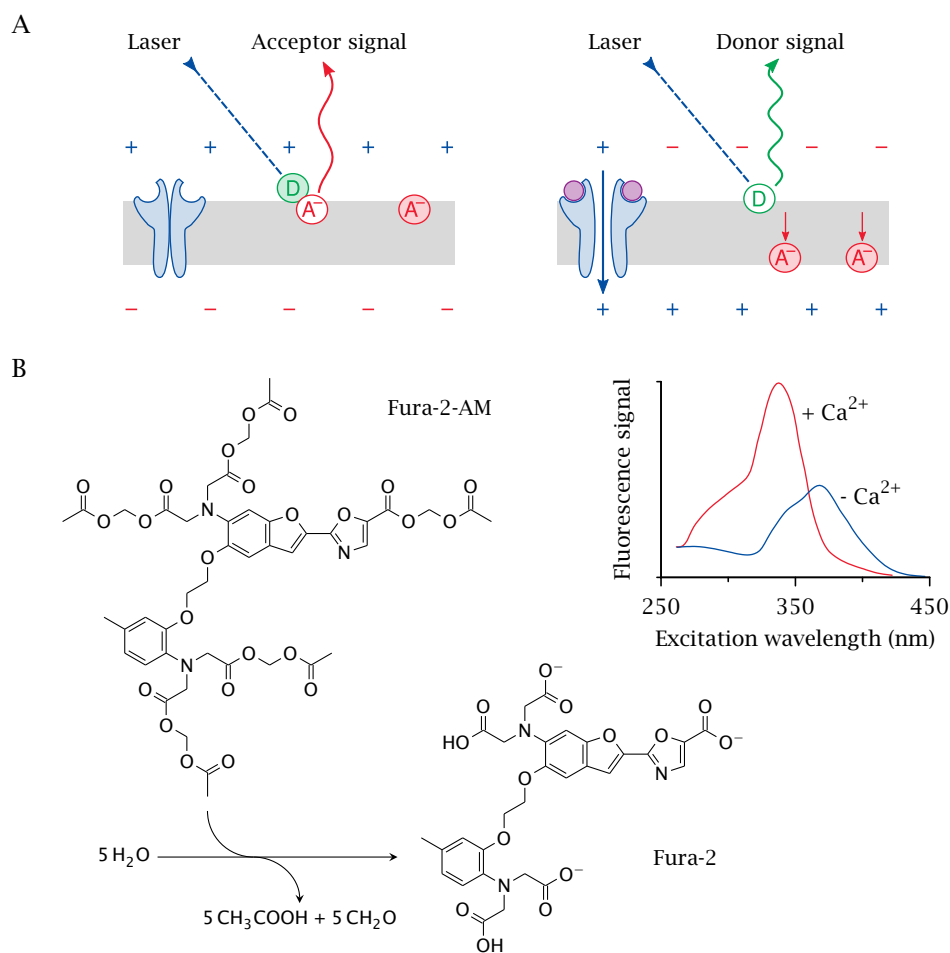 A
Laser
Acceptor signal
Laser
Donor signal
+ + + + +
+ − − − −
D
A−
A−
D
A−
A−
− − − − −
+ + + + +
B
Fura-2-AM
O
O
O
O
O
O
O
O
O
O
O
O
N
O
O
N
O
O
O
O
O
O
N
O
O
O
O
O
O
O
O
Fluorescence signal
+ Ca2+
- Ca2+
250 350 450
Excitation wavelength (nm)
O
O−
O
O
HO
N
O
O
N
O
O−
O
O
N
O−
O
O
OH
Fura-2
5 H2O
5 CH3COOH + 5 CH2O